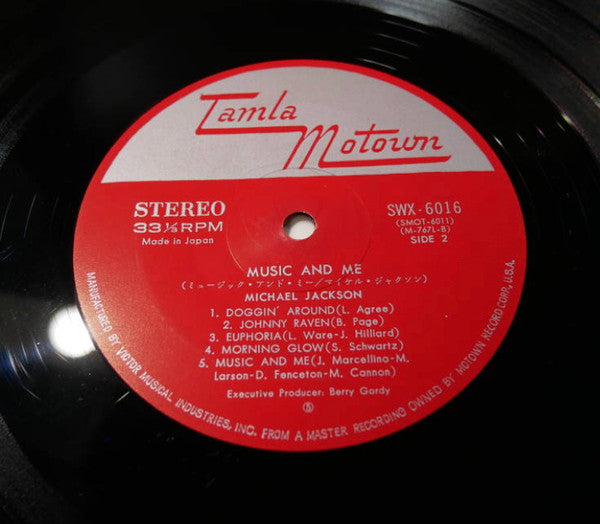 Tamla
Motown
STEREO
33⅓RPM
Made in Japan
SWX-6016
(SMOT-6011)
(M-767L-B)
SIDE 2
MUSIC AND ME
(ミュージック・アンド・ミー/マイケル・ジャクソン)
MICHAEL JACKSON
1. DOGGIN' AROUND(L. Agree)
2. JOHNNY RAVEN(B. Page)
3. EUPHORIA(L. Ware-J. Hilliard)
4. MORNING GLOW(S. Schwartz)
5. MUSIC AND ME(J. Marcellino-M.
Larson-D. Fenceton-M. Cannon)
Executive Producer: Berry Gordy
MANUFACTURED BY VICTOR MUSICAL INDUSTRIES, INC. FROM A MASTER RECORDING OWNED BY MOTOWN RECORD CORP., U.S.A.